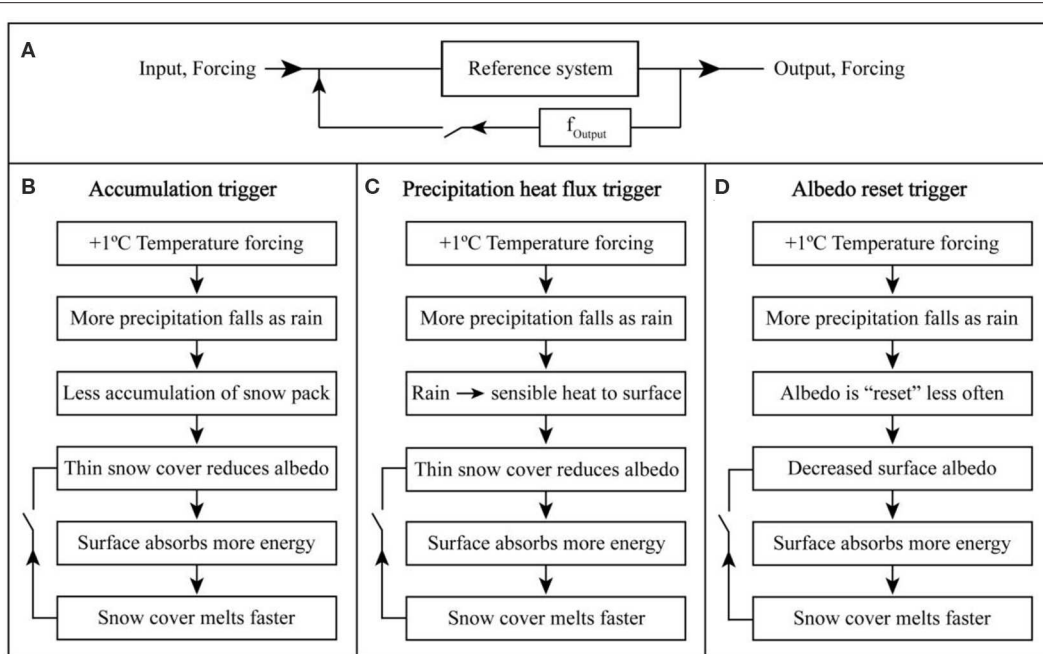 A
Input, Forcing
Reference system
Output, Forcing
fOutput
B
Accumulation trigger
+1ºC Temperature forcing
More precipitation falls as rain
Less accumulation of snow pack
Thin snow cover reduces albedo
Surface absorbs more energy
Snow cover melts faster
C
Precipitation heat flux trigger
+1ºC Temperature forcing
More precipitation falls as rain
Rain → sensible heat to surface
Thin snow cover reduces albedo
Surface absorbs more energy
Snow cover melts faster
D
Albedo reset trigger
+1ºC Temperature forcing
More precipitation falls as rain
Albedo is “reset” less often
Decreased surface albedo
Surface absorbs more energy
Snow cover melts faster